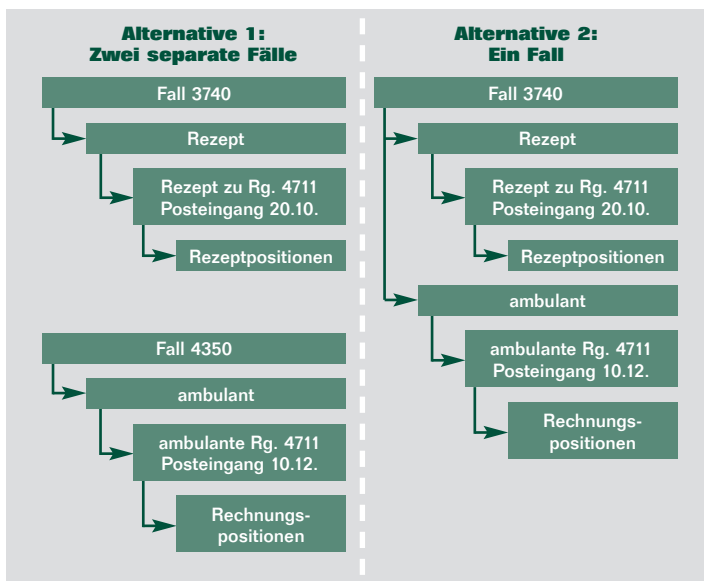 Alternative 1:
Zwei separate Fälle
Fall 3740
Rezept
Rezept zu Rg. 4711
Posteingang 20.10.
Rezeptpositionen
Fall 4350
ambulant
ambulante Rg. 4711
Posteingang 10.12.
Rechnungs-
positionen
Alternative 2:
Ein Fall
Fall 3740
Rezept
Rezept zu Rg. 4711
Posteingang 20.10.
Rezeptpositionen
ambulant
ambulante Rg. 4711
Posteingang 10.12.
Rechnungs-
positionen